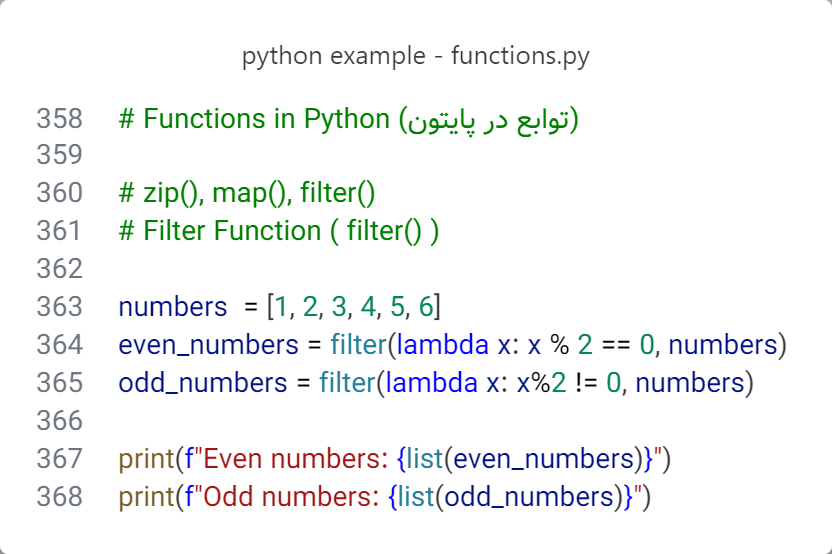 python example - functions.py
358 # Functions in Python (توابع در پایتون)
359
360 # zip(), map(), filter()
361 # Filter Function ( filter() )
362
363 numbers  = [1, 2, 3, 4, 5, 6]
364 even_numbers = filter(lambda x: x % 2 == 0, numbers)
365 odd_numbers = filter(lambda x: x%2 != 0, numbers)
366
367 print(f"Even numbers: {list(even_numbers)}")
368 print(f"Odd numbers: {list(odd_numbers)}")